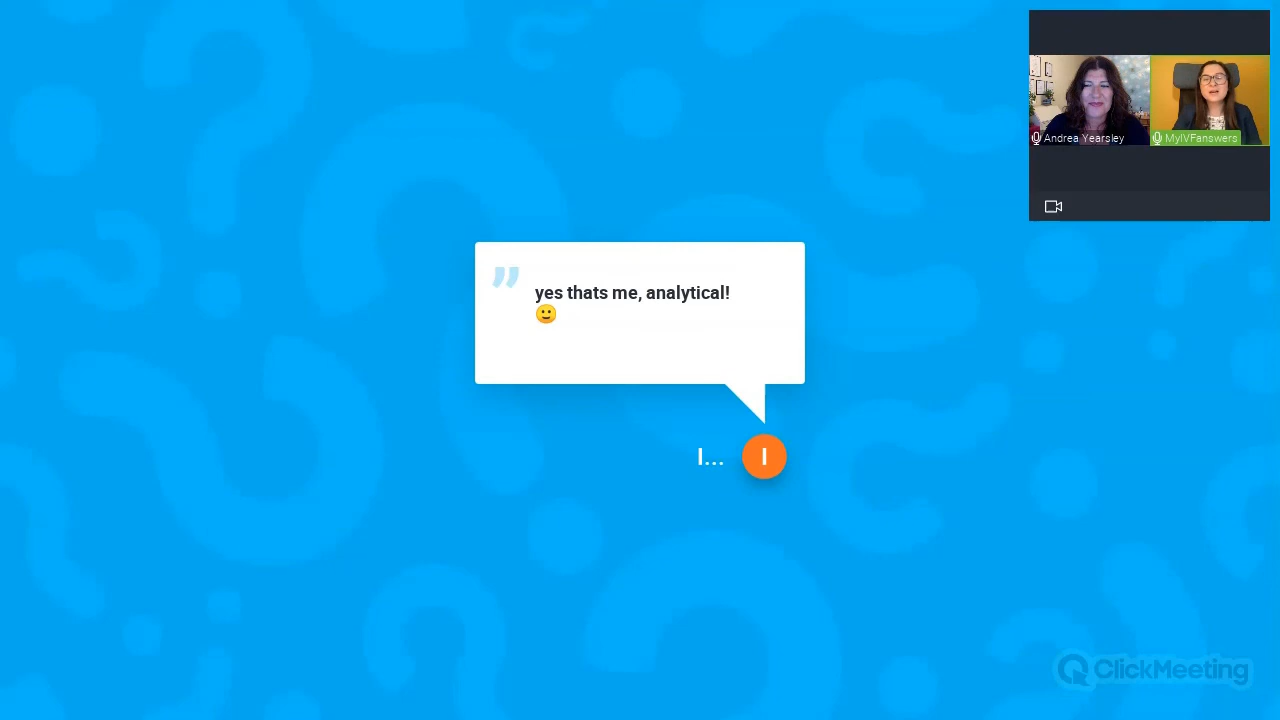 Andrea Yearsley
MyIVFanswers
yes thats me, analytical!
🙂
I...
I
ClickMeeting